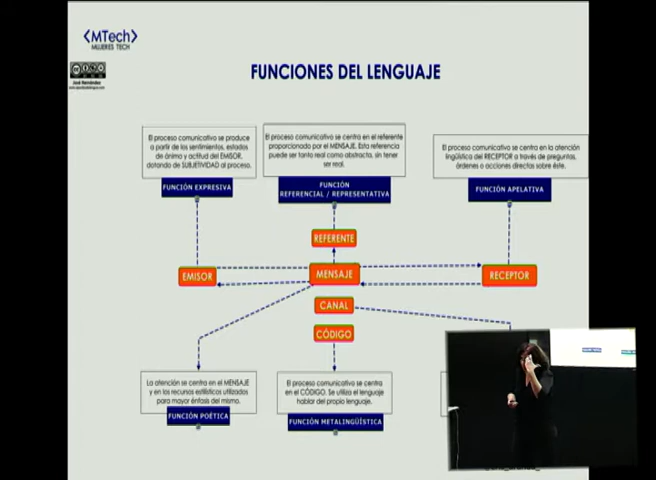 <MTech>
MUJERES TECH
FUNCIONES DEL LENGUAJE
El proceso comunicativo se produce
a partir de los sentimientos, estados
de ánimo y actitud del EMISOR,
dotando de SUBJETIVIDAD al proceso.
FUNCIÓN EXPRESIVA
El proceso comunicativo se centra en el referente
proporcionado por el MENSAJE. Esta referencia
puede ser tanto real como abstracta, sin tener
ser real.
FUNCIÓN
REFERENCIAL / REPRESENTATIVA
El proceso comunicativo se centra en la atención
lingüística del RECEPTOR a través de preguntas,
órdenes o acciones directas sobre éste.
FUNCIÓN APELATIVA
REFERENTE
EMISOR
MENSAJE
RECEPTOR
CANAL
CÓDIGO
La atención se centra en el MENSAJE
y en los recursos estilísticos utilizados
para mayor énfasis del mismo.
FUNCIÓN POÉTICA
El proceso comunicativo se centra
en el CÓDIGO. Se utiliza el lenguaje
hablar del propio lenguaje.
FUNCIÓN METALINGÜÍSTICA